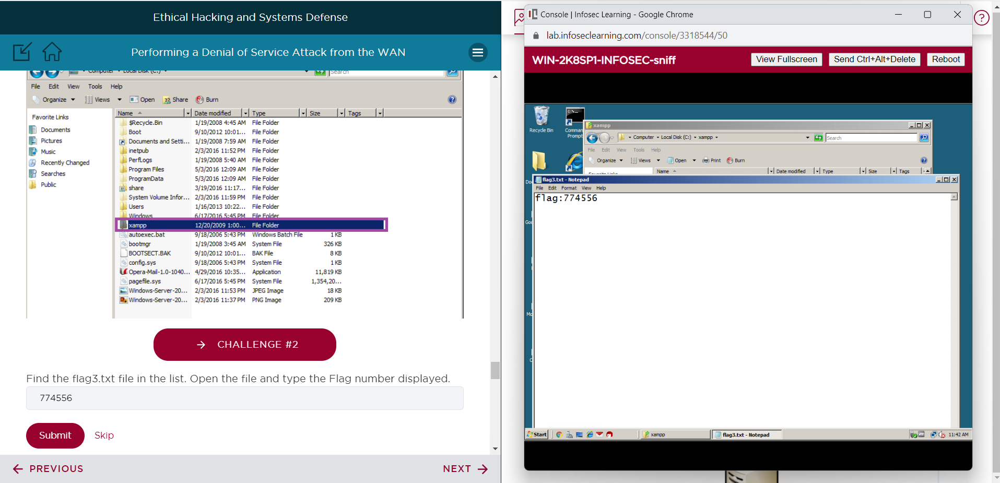 Ethical Hacking and Systems Defense
Performing a Denial of Service Attack from the WAN
Computer Local Disk (C:)
Search
File Edit View Tools Help
Organize Views Open Share Burn
Favorite Links
Documents
Pictures
Music
Recently Changed
Searches
Public
Name Date modified Type Size Tags
$Recycle.Bin 1/19/2008 4:45 AM File Folder
Boot 9/10/2012 10:01... File Folder
Documents and Setti... 1/19/2008 7:59 AM File Folder
inetpub 2/3/2016 11:52 PM File Folder
PerfLogs 1/19/2008 5:40 AM File Folder
Program Files 5/3/2016 12:09 AM File Folder
ProgramData 5/3/2016 12:09 AM File Folder
share 3/19/2016 11:17... File Folder
System Volume Infor... 2/3/2016 11:59 PM File Folder
Users 1/16/2013 10:22... File Folder
Windows 6/17/2016 5:45 PM File Folder
xampp 12/20/2009 1:00... File Folder
autoexec.bat 9/18/2006 5:43 PM Windows Batch File 1 KB
bootmgr 1/19/2008 3:45 AM System File 326 KB
BOOTSECT.BAK 9/10/2012 10:01... BAK File 8 KB
config.sys 9/18/2006 5:43 PM System File 1 KB
Opera-Mail-1.0-1040... 4/29/2016 10:35... Application 11,819 KB
pagefile.sys 6/17/2016 5:45 PM System File 1,354,20...
Windows-Server-20... 2/3/2016 11:53 PM JPEG Image 18 KB
Windows-Server-20... 2/3/2016 11:37 PM PNG Image 209 KB
→ CHALLENGE #2
Find the flag3.txt file in the list. Open the file and type the Flag number displayed.
774556
Submit Skip
← PREVIOUS
NEXT →
Console | Infosec Learning - Google Chrome
lab.infoseclearning.com/console/3318544/50
WIN-2K8SP1-INFOSEC-sniff
View Fullscreen Send Ctrl+Alt+Delete Reboot
Recycle Bin
Comman
Prompt
xampp
Computer Local Disk (C:) xampp
Search
File Edit View Tools Help
Organize Views Open Print Burn
Favorite Links
Name Date modified Type Size Tags
flag3.txt - Notepad
File Edit Format View Help
flag:774556
Start xampp flag3.txt - Notepad 11:42 AM